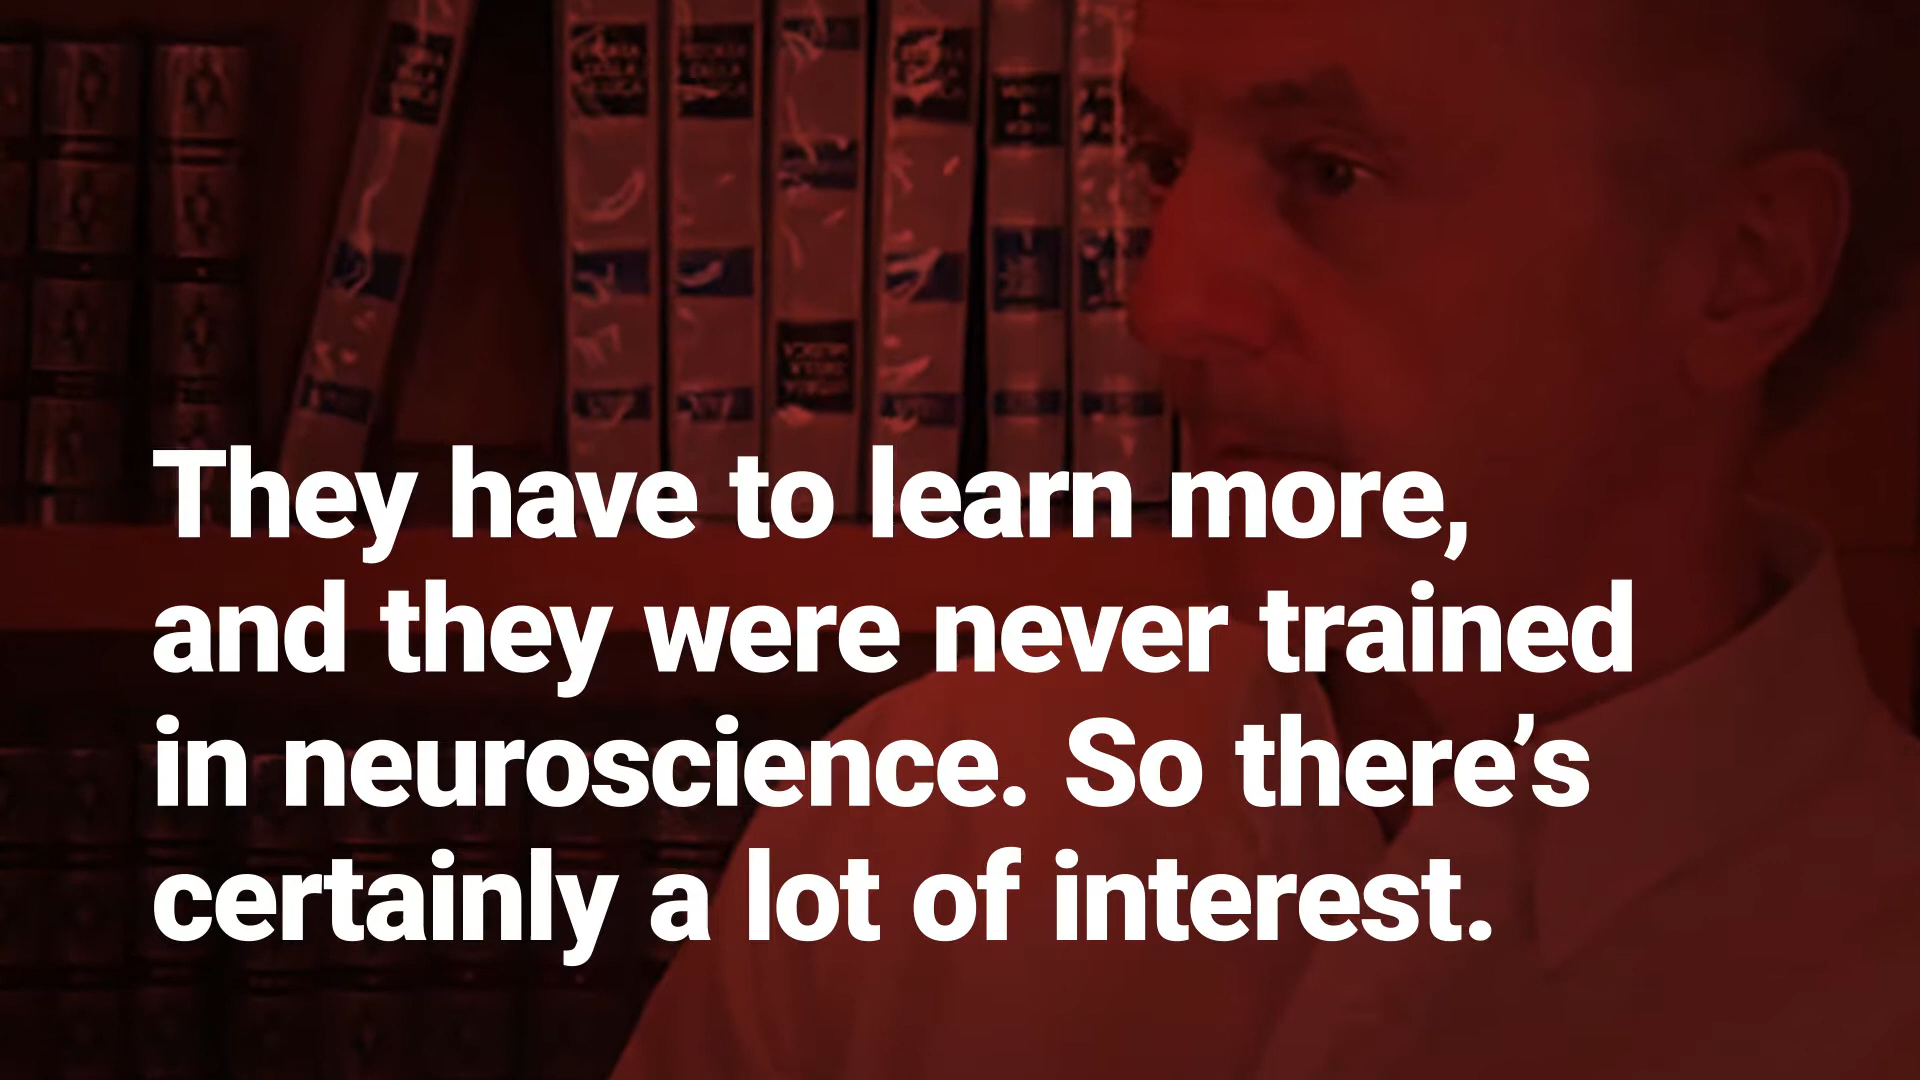 They have to learn more,
and they were never trained
in neuroscience. So there’s
certainly a lot of interest.